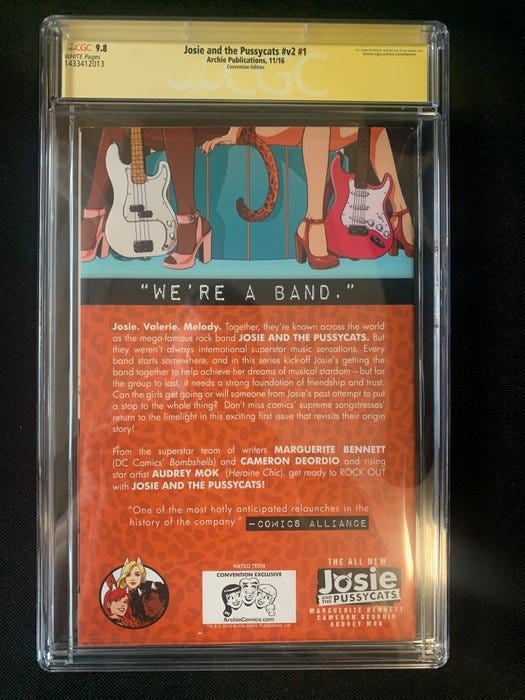 CGC 9.8
WHITE Pages
1433412013
Josie and the Pussycats #v2 #1
Archie Publications, 11/16
Convention Edition
CGC
"WE'RE A BAND."
Josie. Valerie. Melody. Together, they're known across the world
as the mega-famous rock band JOSIE AND THE PUSSYCATS. But
they weren't always international superstar music sensations. Every
band starts somewhere, and in this series kick-off Josie's getting the
band together to help achieve her dreams of musical stardom—but for
the group to last, it needs a strong foundation of friendship and trust.
Can the girls get going or will someone from Josie's past attempt to put
a stop to the whole thing? Don't miss comics' supreme songstresses'
return to the limelight in this exciting first issue that revisits their origin
story!
From the superstar team of writers MARGUERITE BENNETT
(DC Comics' Bombshells) and CAMERON DEORDIO and rising
star artist AUDREY MOK (Heroine Chic), get ready to ROCK OUT
with JOSIE AND THE PUSSYCATS!
"One of the most hotly anticipated relaunches in the
history of the company." —COMICS ALLIANCE
RATED TEEN
CONVENTION EXCLUSIVE
ArchieComics.com
THE ALL NEW
Josie
AND THE PUSSYCATS
MARGUERITE BENNETT
CAMERON DEORDIO
AUDREY MOK